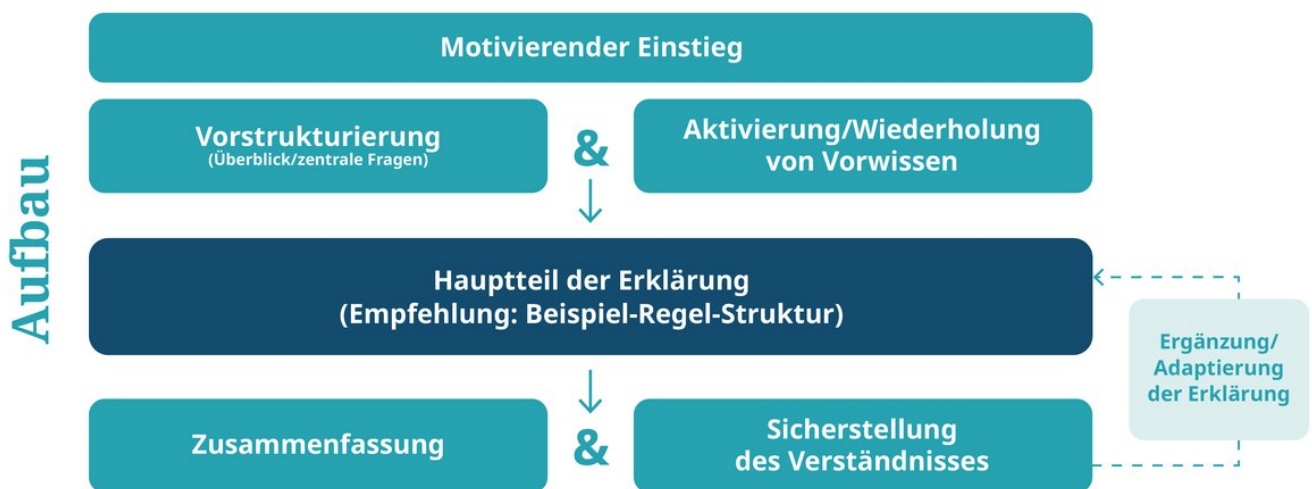 Aufbau
Motivierender Einstieg
Vorstrukturierung
(Überblick/zentrale Fragen)
&
Aktivierung/Wiederholung
von Vorwissen
Hauptteil der Erklärung
(Empfehlung: Beispiel-Regel-Struktur)
Ergänzung/
Adaptierung
der Erklärung
Zusammenfassung
&
Sicherstellung
des Verständnisses